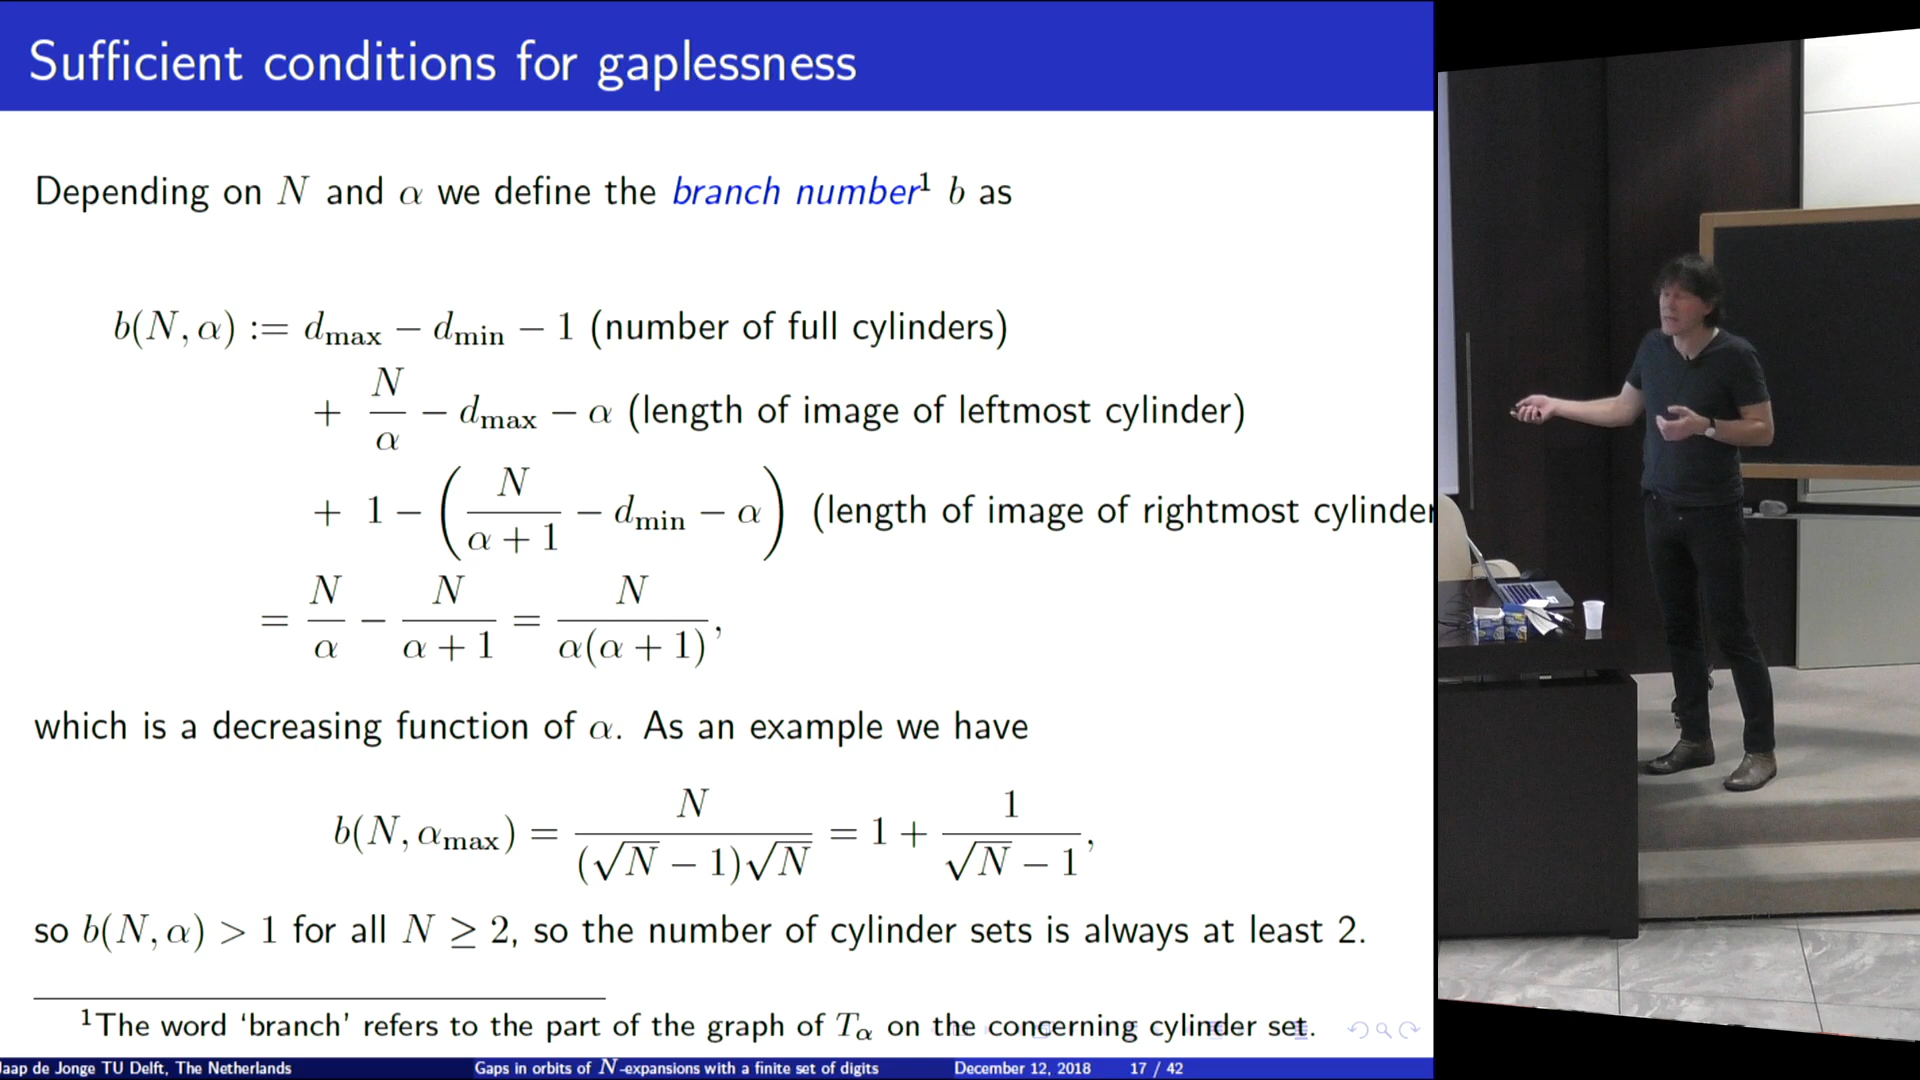 Sufficient conditions for gaplessness
Depending on N and α we define the branch number¹ b as
b(N, α) := d_max − d_min − 1 (number of full cylinders)
+ N/α − d_max − α (length of image of leftmost cylinder)
+ 1 − (N/(α + 1) − d_min − α) (length of image of rightmost cylinder
= N/α − N/(α + 1) = N/(α(α + 1)),
which is a decreasing function of α. As an example we have
b(N, α_max) = N/((√N − 1)√N) = 1 + 1/(√N − 1),
so b(N, α) > 1 for all N ≥ 2, so the number of cylinder sets is always at least 2.
¹The word ‘branch’ refers to the part of the graph of T_α on the concerning cylinder set.
Jaap de Jonge TU Delft, The Netherlands Gaps in orbits of N-expansions with a finite set of digits December 12, 2018 17 / 42